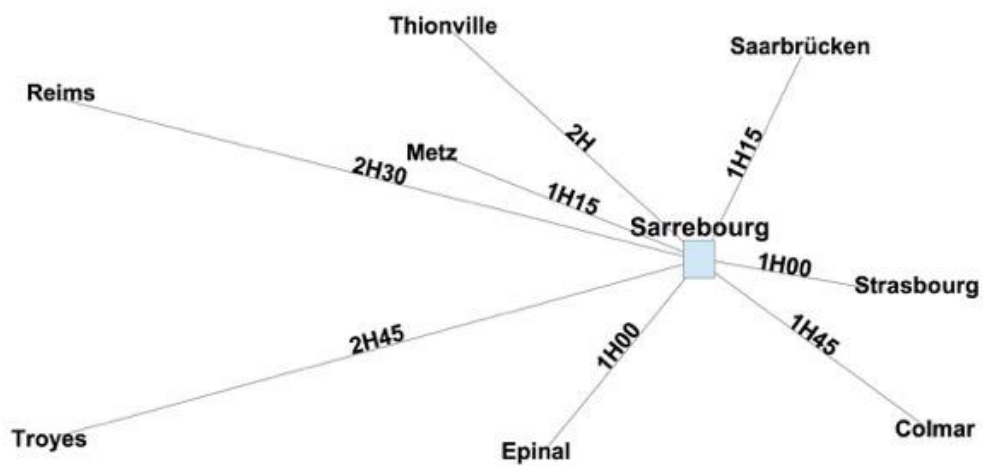 Thionville
Saarbrücken
Reims
2H
Metz
1H15
2H30
1H15
Sarrebourg
1H00
Strasbourg
2H45
1H00
1H45
Troyes
Epinal
Colmar